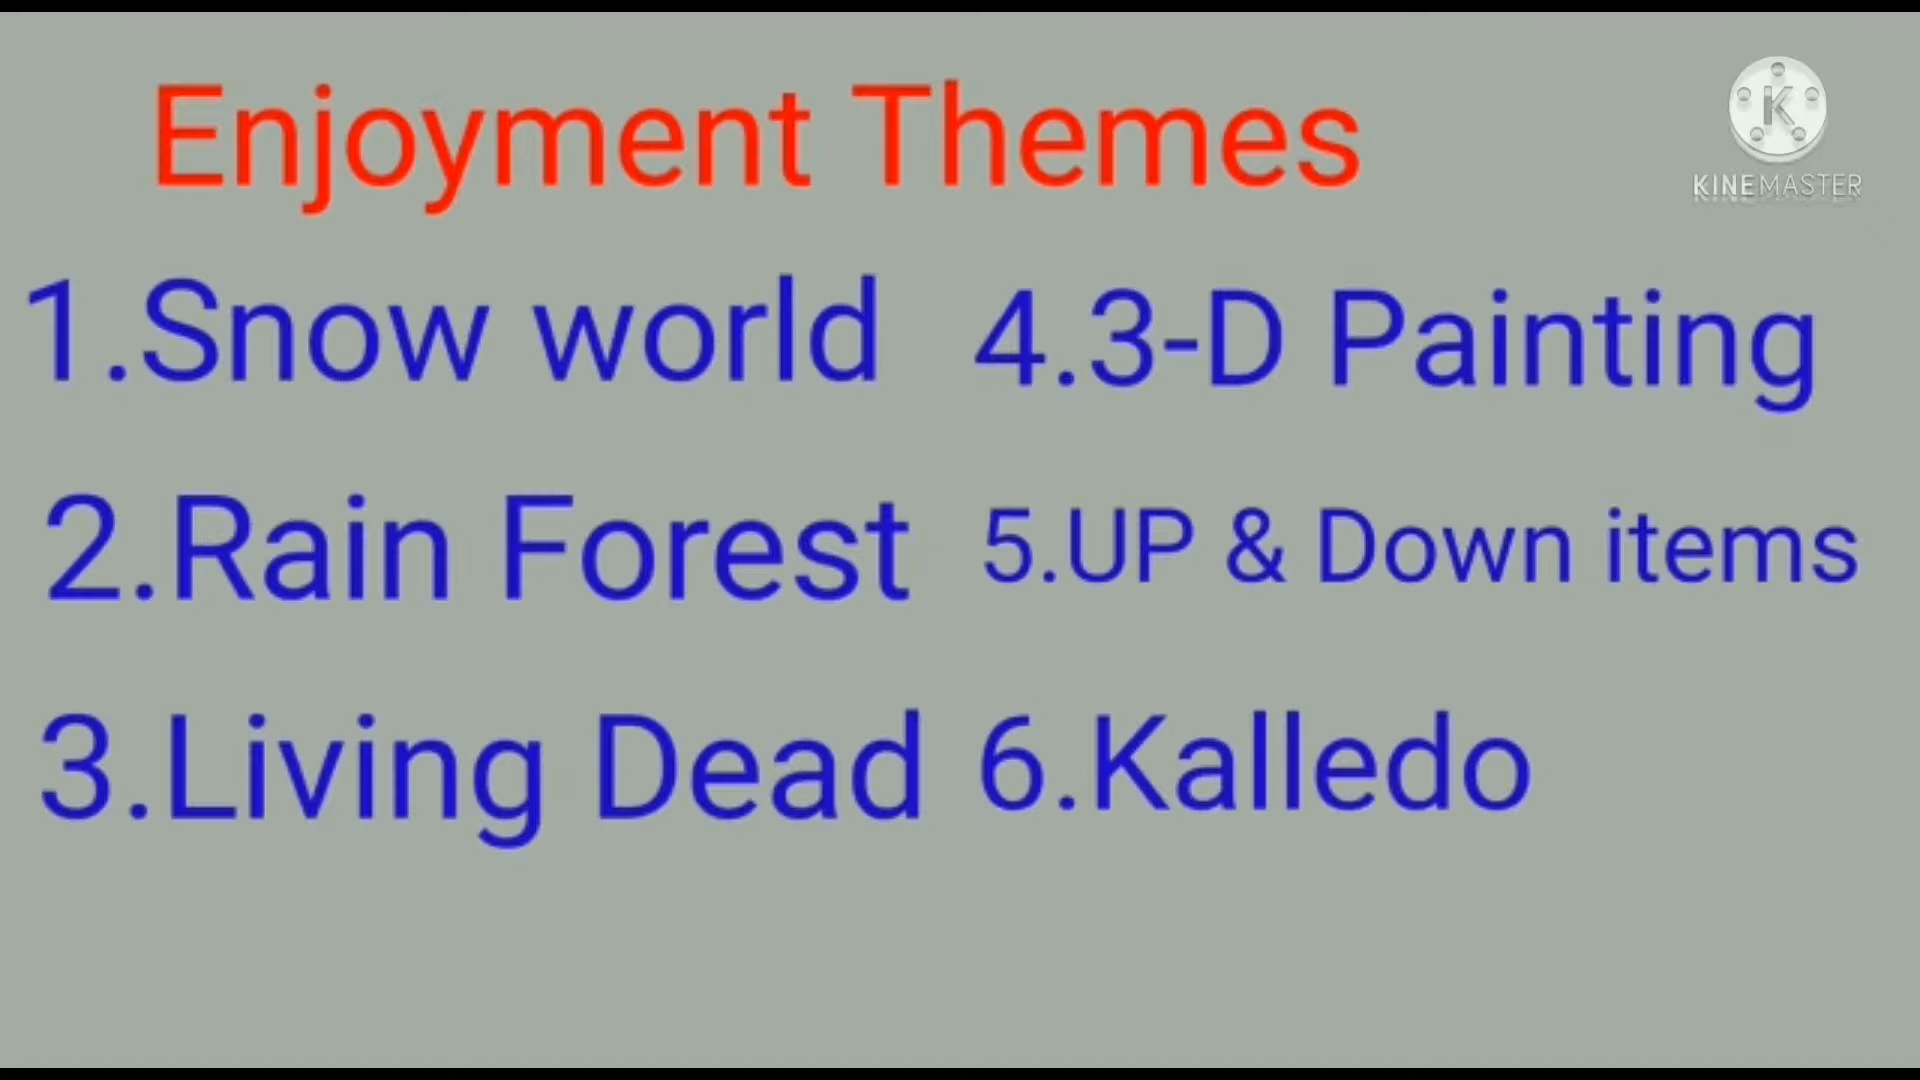 Enjoyment Themes
KINEMASTER
1.Snow world
2.Rain Forest
3.Living Dead
4.3-D Painting
5.UP & Down items
6.Kalledo